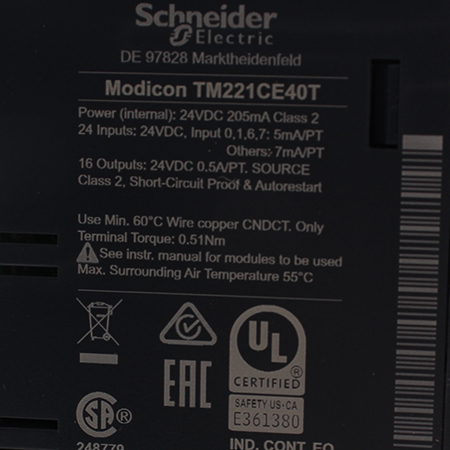 Schneider
Electric
DE 97828 Marktheidenfeld
Modicon TM221CE40T
Power (internal): 24VDC 205mA Class 2
24 Inputs: 24VDC, Input 0,1,6,7: 5mA/PT
Others: 7mA/PT
16 Outputs: 24VDC 0.5A/PT. SOURCE
Class 2, Short-Circuit Proof & Autorestart
Use Min. 60°C Wire copper CNDCT. Only
Terminal Torque: 0.51Nm
See instr. manual for modules to be used
Max. Surrounding Air Temperature 55°C
EAC
UL
CERTIFIED
SAFETY US-CA
E361380
SA ®
248779
IND. CONT. EQ